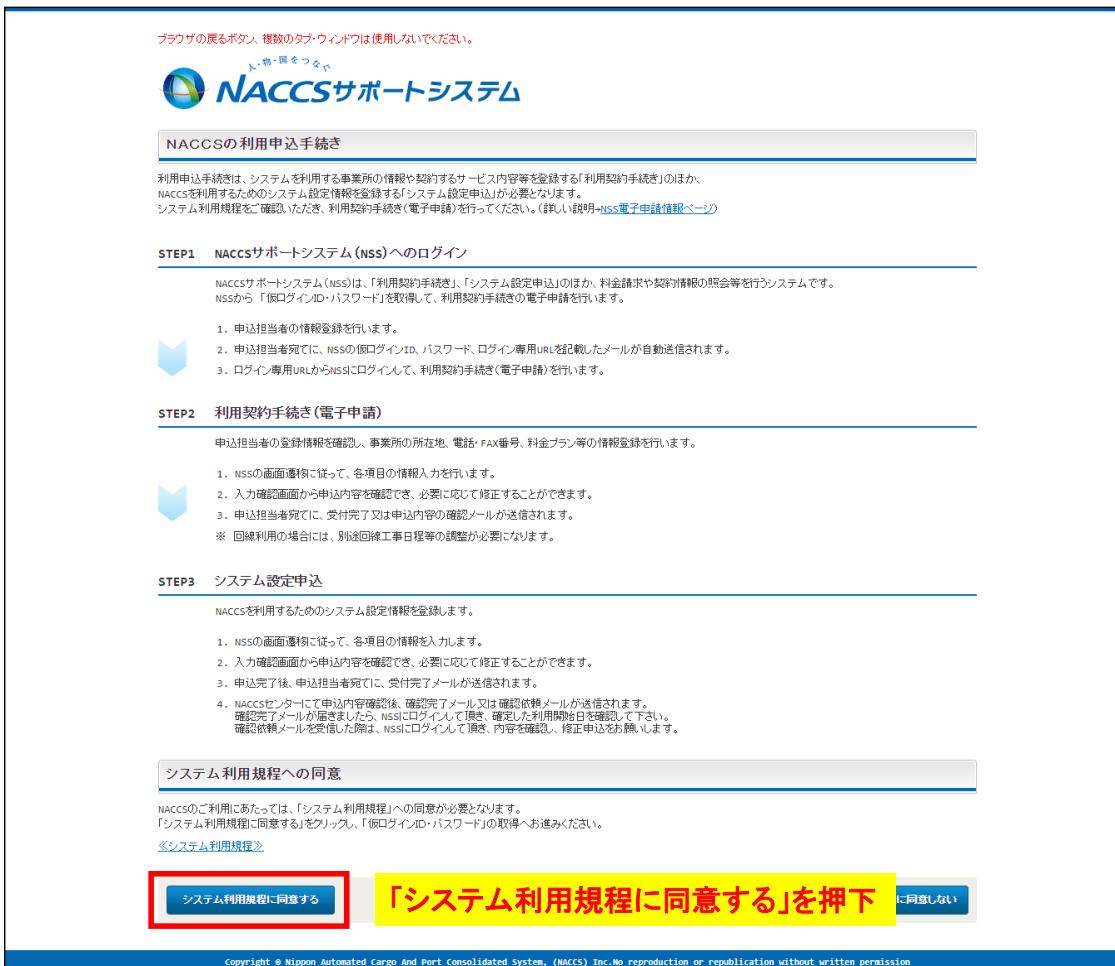 ブラウザの戻るボタン、複数のタブ・ウィンドウは使用しないでください。
人・物・国をつなぐ
NACCSサポートシステム
NACCSの利用申込手続き
利用申込手続きは、システムを利用する事業所の情報や契約するサービス内容等を登録する「利用契約手続き」のほか、
NACCSを利用するためのシステム設定情報を登録する「システム設定申込」が必要となります。
システム利用規程をご確認いただき、利用契約手続き(電子申請)を行ってください。(詳しい説明→NSS電子申請情報ページ)
STEP1 NACCSサポートシステム(NSS)へのログイン
NACCSサポートシステム(NSS)は、「利用契約手続き」、「システム設定申込」のほか、料金請求や契約情報の照会等を行うシステムです。
NSSから 「仮ログインID・パスワード」を取得して、利用契約手続きの電子申請を行います。
1. 申込担当者の情報登録を行います。
2. 申込担当者宛てに、NSSの仮ログインID、パスワード、ログイン専用URLを記載したメールが自動送信されます。
3. ログイン専用URLからNSSにログインして、利用契約手続き(電子申請)を行います。
STEP2 利用契約手続き(電子申請)
申込担当者の登録情報を確認し、事業所の所在地、電話・FAX番号、料金プラン等の情報登録を行います。
1. NSSの画面遷移に従って、各項目の情報入力を行います。
2. 入力確認画面から申込内容を確認でき、必要に応じて修正することができます。
3. 申込担当者宛てに、受付完了又は申込内容の確認メールが送信されます。
※ 回線利用の場合には、別途回線工事日程等の調整が必要になります。
STEP3 システム設定申込
NACCSを利用するためのシステム設定情報を登録します。
1. NSSの画面遷移に従って、各項目の情報を入力します。
2. 入力確認画面から申込内容を確認でき、必要に応じて修正することができます。
3. 申込完了後、申込担当者宛てに、受付完了メールが送信されます。
4. NACCSセンターにて申込内容確認後、確認完了メール又は確認依頼メールが送信されます。
確認完了メールが届きましたら、NSSにログインして頂き、確定した利用開始日を確認して下さい。
確認依頼メールを受信した際は、NSSにログインして頂き、内容を確認し、修正申込をお願いします。
システム利用規程への同意
NACCSのご利用にあたっては、「システム利用規程」への同意が必要となります。
「システム利用規程に同意する」をクリックし、「仮ログインID・パスワード」の取得へお進みください。
≪システム利用規程≫
システム利用規程に同意する
「システム利用規程に同意する」を押下
に同意しない
Copyright © Nippon Automated Cargo And Port Consolidated System, (NACCS) Inc.No reproduction or republication without written permission